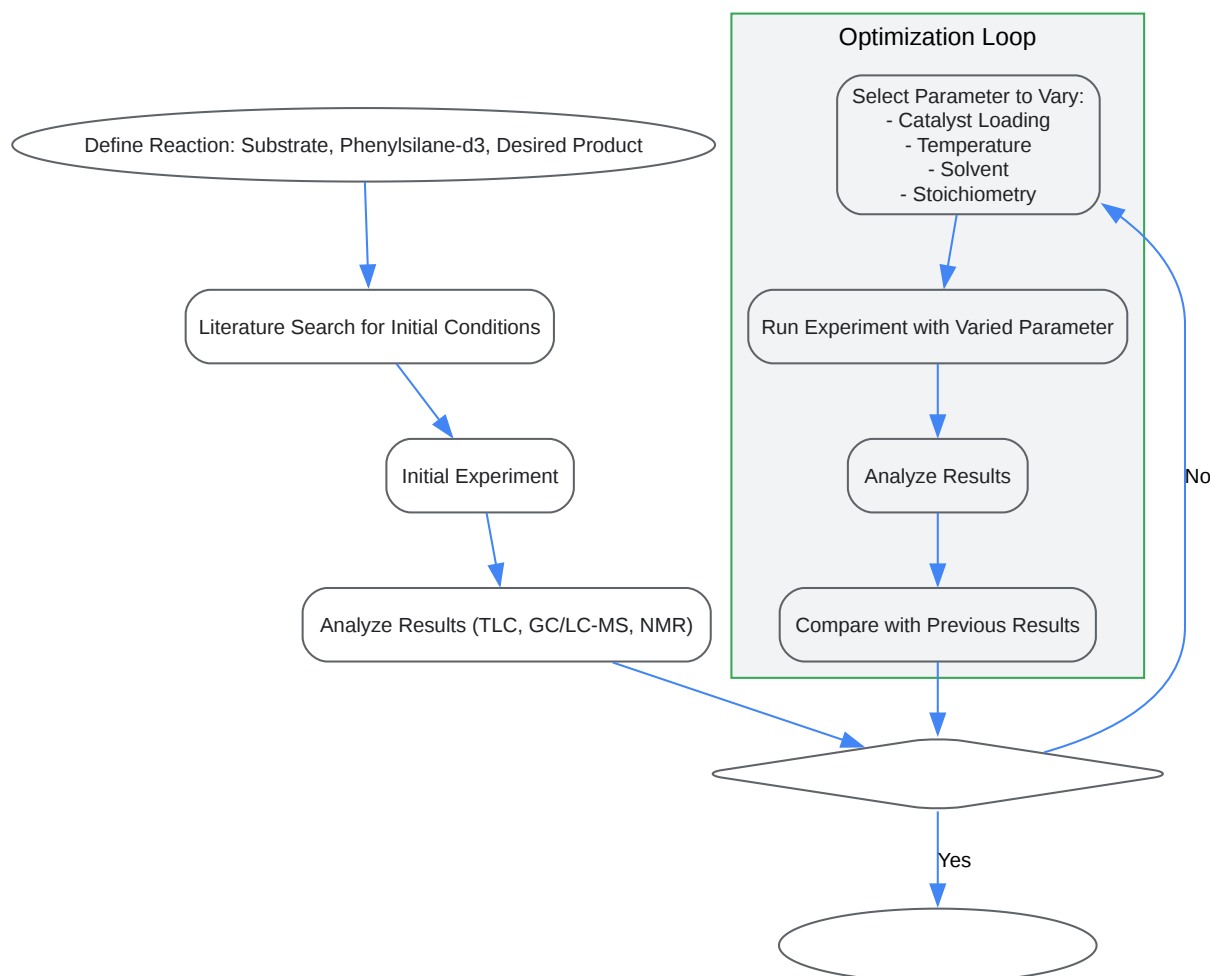 Optimization Loop
Define Reaction: Substrate, Phenylsilane-d3, Desired Product
Literature Search for Initial Conditions
Initial Experiment
Analyze Results (TLC, GC/LC-MS, NMR)
Select Parameter to Vary:
- Catalyst Loading
- Temperature
- Solvent
- Stoichiometry
Run Experiment with Varied Parameter
Analyze Results
Compare with Previous Results
No
Yes